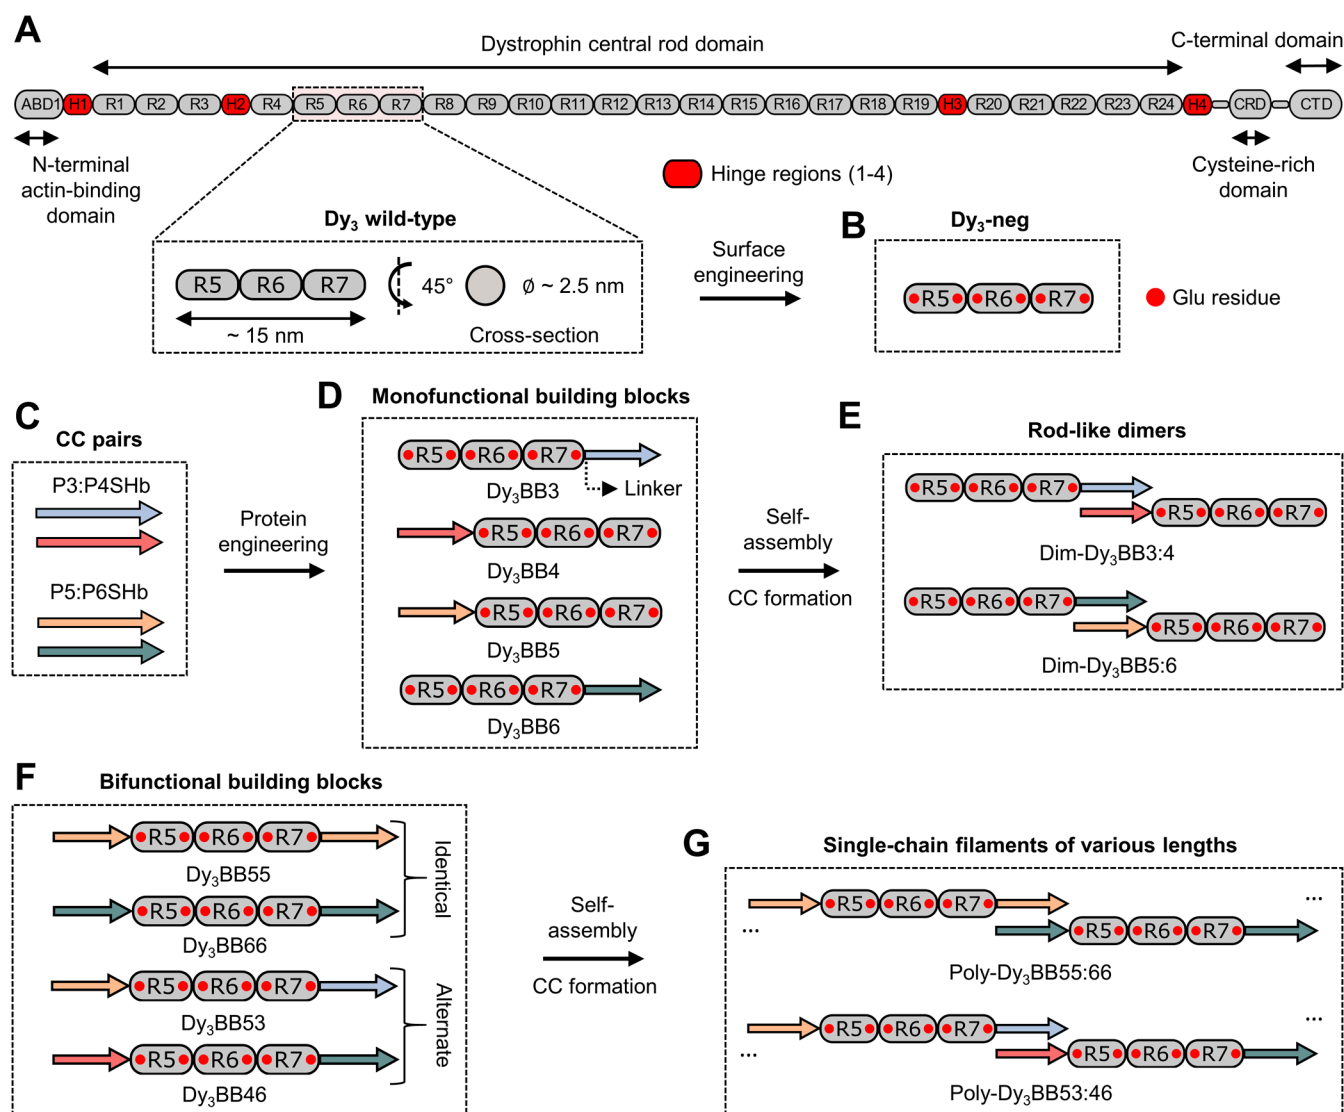 A
Dystrophin central rod domain
C-terminal domain
ABD1 H1 R1 R2 R3 H2 R4 R5 R6 R7 R8 R9 R10 R11 R12 R13 R14 R15 R16 R17 R18 R19 H3 R20 R21 R22 R23 R24 H4 CRD CTD
N-terminal
actin-binding
domain
Hinge regions (1-4)
Cysteine-rich
domain
Dy₃ wild-type
R5 R6 R7
45°
Ø ~ 2.5 nm
~ 15 nm
Cross-section
Surface
engineering
B
Dy₃-neg
R5 R6 R7
Glu residue
C
CC pairs
P3:P4SHb
P5:P6SHb
Protein
engineering
D
Monofunctional building blocks
R5 R6 R7
Linker
Dy₃BB3
R5 R6 R7
Dy₃BB4
R5 R6 R7
Dy₃BB5
R5 R6 R7
Dy₃BB6
Self-
assembly
CC formation
E
Rod-like dimers
R5 R6 R7
R5 R6 R7
Dim-Dy₃BB3:4
R5 R6 R7
R5 R6 R7
Dim-Dy₃BB5:6
F
Bifunctional building blocks
R5 R6 R7
Dy₃BB55
R5 R6 R7
Dy₃BB66
Identical
R5 R6 R7
Dy₃BB53
R5 R6 R7
Dy₃BB46
Alternate
Self-
assembly
CC formation
G
Single-chain filaments of various lengths
R5 R6 R7
...
...
R5 R6 R7
Poly-Dy₃BB55:66
R5 R6 R7
...
...
R5 R6 R7
Poly-Dy₃BB53:46